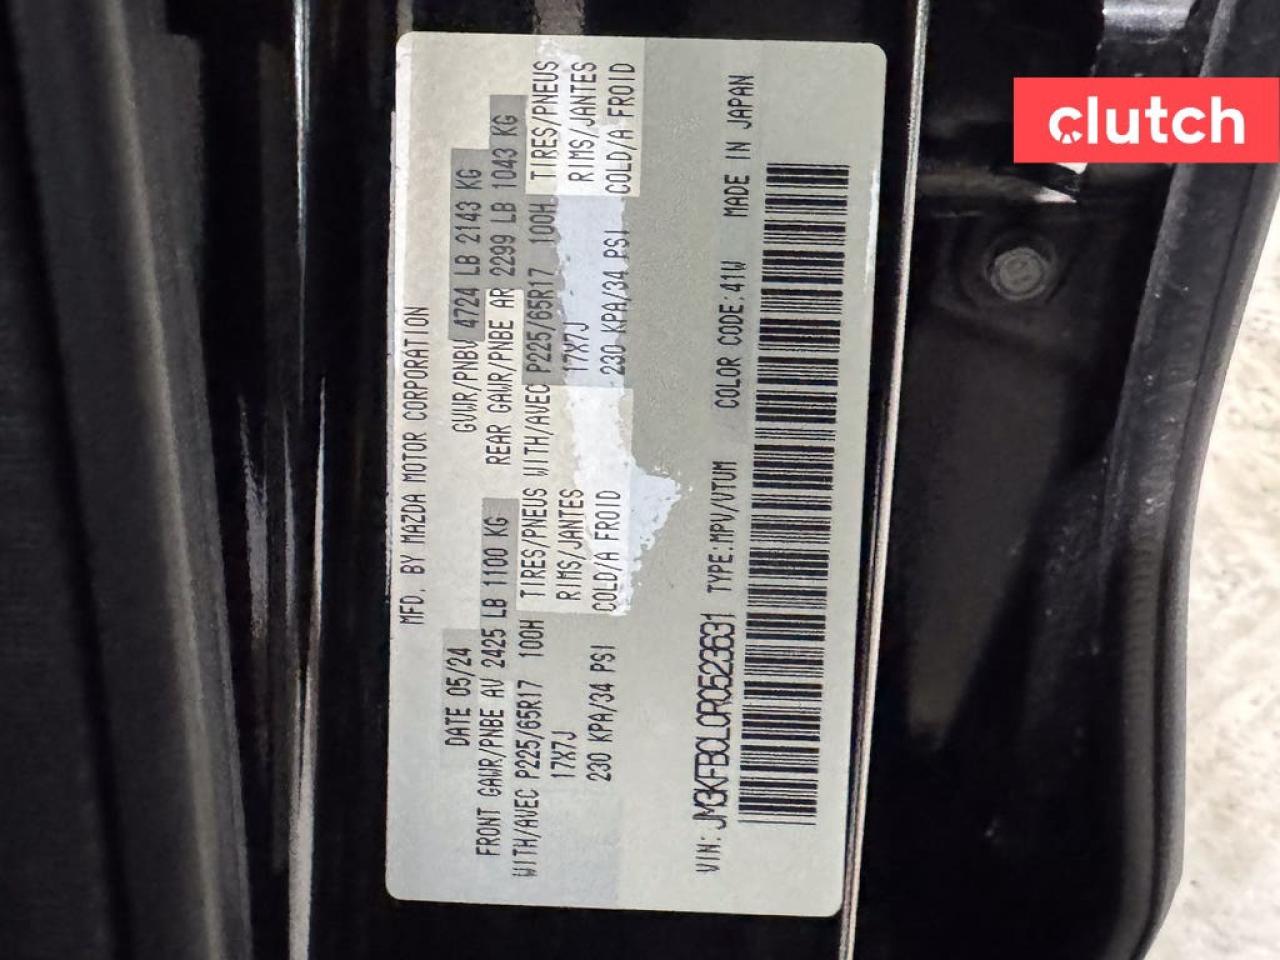 MFD. BY MAZDA MOTOR CORPORATION
DATE 05/24 GVWR/PNBV 4724 LB 2143 KG
FRONT GAWR/PNBE AV 2425 LB 1100 KG REAR GAWR/PNBE AR 2299 LB 1043 KG
WITH/AVEC P225/65R17 100H TIRES/PNEUS WITH/AVEC P225/65R17 100H TIRES/PNEUS
17X7J RIMS/JANTES 17X7J RIMS/JANTES
230 KPA/34 PSI COLD/A FROID 230 KPA/34 PSI COLD/A FROID
VIN: JM3KFBCL0R0523631 TYPE:MPV/VTUM COLOR CODE:41W MADE IN JAPAN
clutch